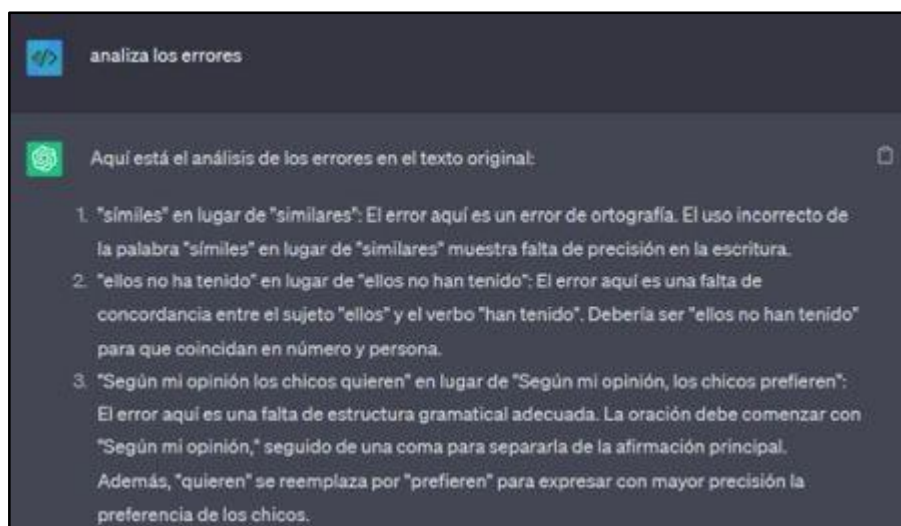 analiza los errores
Aquí está el análisis de los errores en el texto original:
1. "símiles" en lugar de "similares": El error aquí es un error de ortografía. El uso incorrecto de
la palabra "símiles" en lugar de "similares" muestra falta de precisión en la escritura.
2. "ellos no ha tenido" en lugar de "ellos no han tenido": El error aquí es una falta de
concordancia entre el sujeto "ellos" y el verbo "han tenido". Debería ser "ellos no han tenido"
para que coincidan en número y persona.
3. "Según mi opinión los chicos quieren" en lugar de "Según mi opinión, los chicos prefieren":
El error aquí es una falta de estructura gramatical adecuada. La oración debe comenzar con
"Según mi opinión," seguido de una coma para separarla de la afirmación principal.
Además, "quieren" se reemplaza por "prefieren" para expresar con mayor precisión la
preferencia de los chicos.